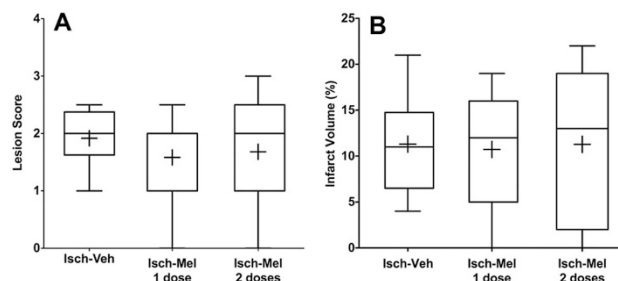 A
Lesion Score
4
3
2
1
0
Isch-Veh
Isch-Mel
1 dose
Isch-Mel
2 doses
B
Infarct Volume (%)
25
20
15
10
5
0
Isch-Veh
Isch-Mel
1 dose
Isch-Mel
2 doses